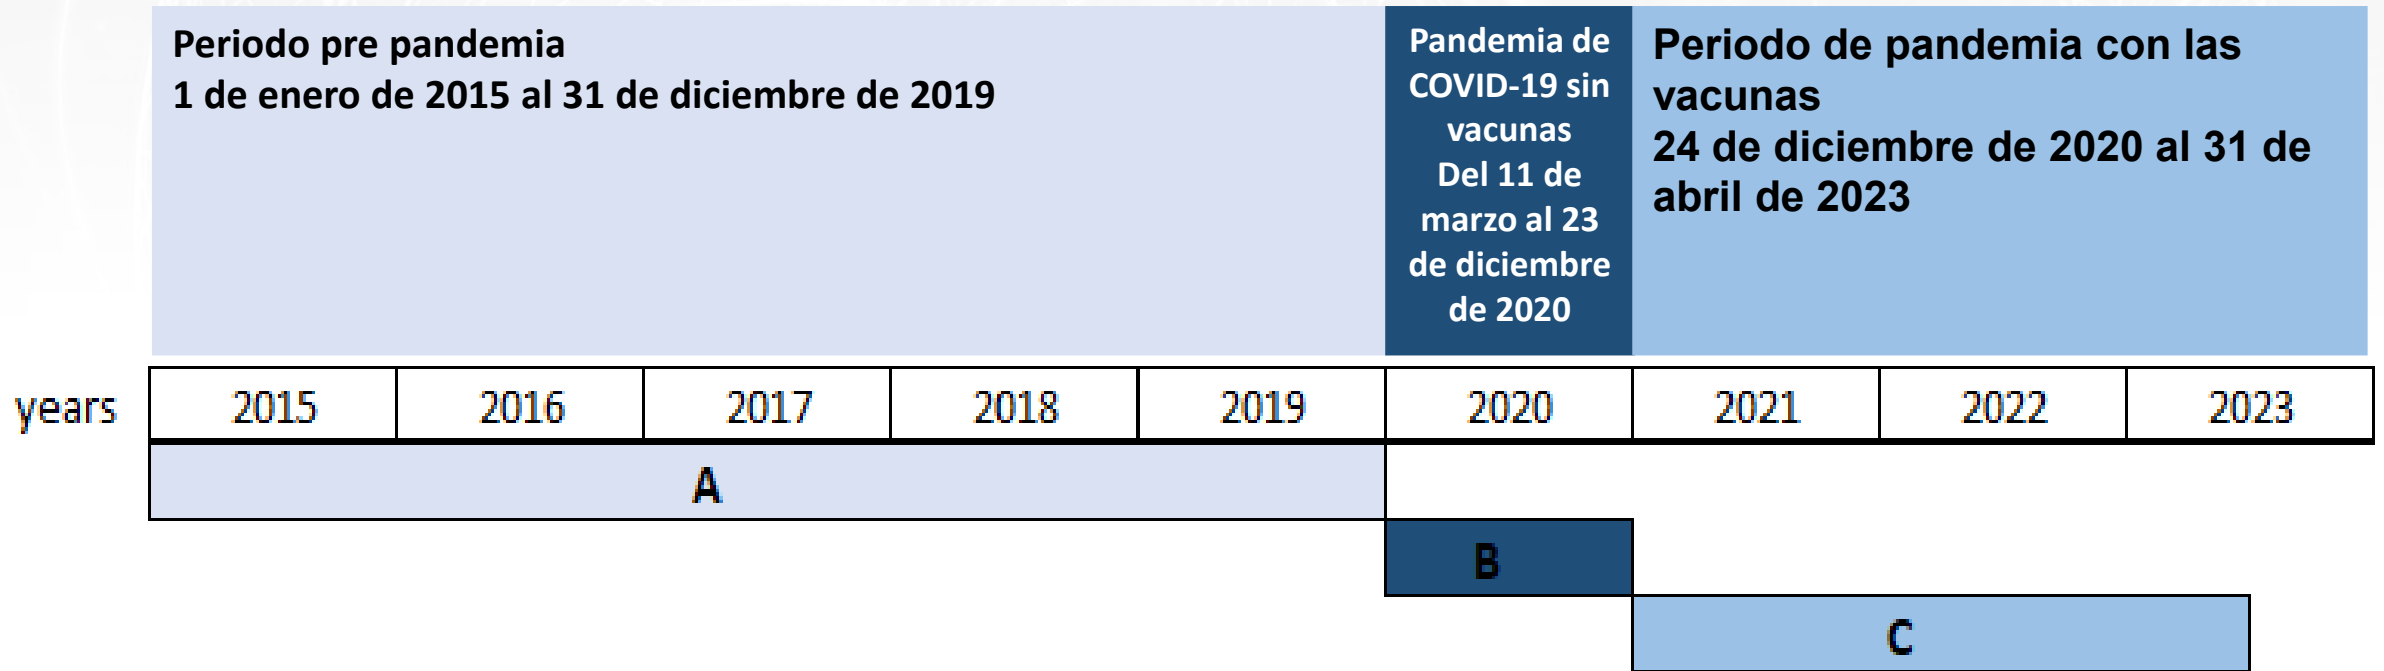 Periodo pre pandemia
1 de enero de 2015 al 31 de diciembre de 2019
Pandemia de
COVID-19 sin
vacunas
Del 11 de
marzo al 23
de diciembre
de 2020
Periodo de pandemia con las
vacunas
24 de diciembre de 2020 al 31 de
abril de 2023
years 2015 2016 2017 2018 2019 2020 2021 2022 2023
A
B
C